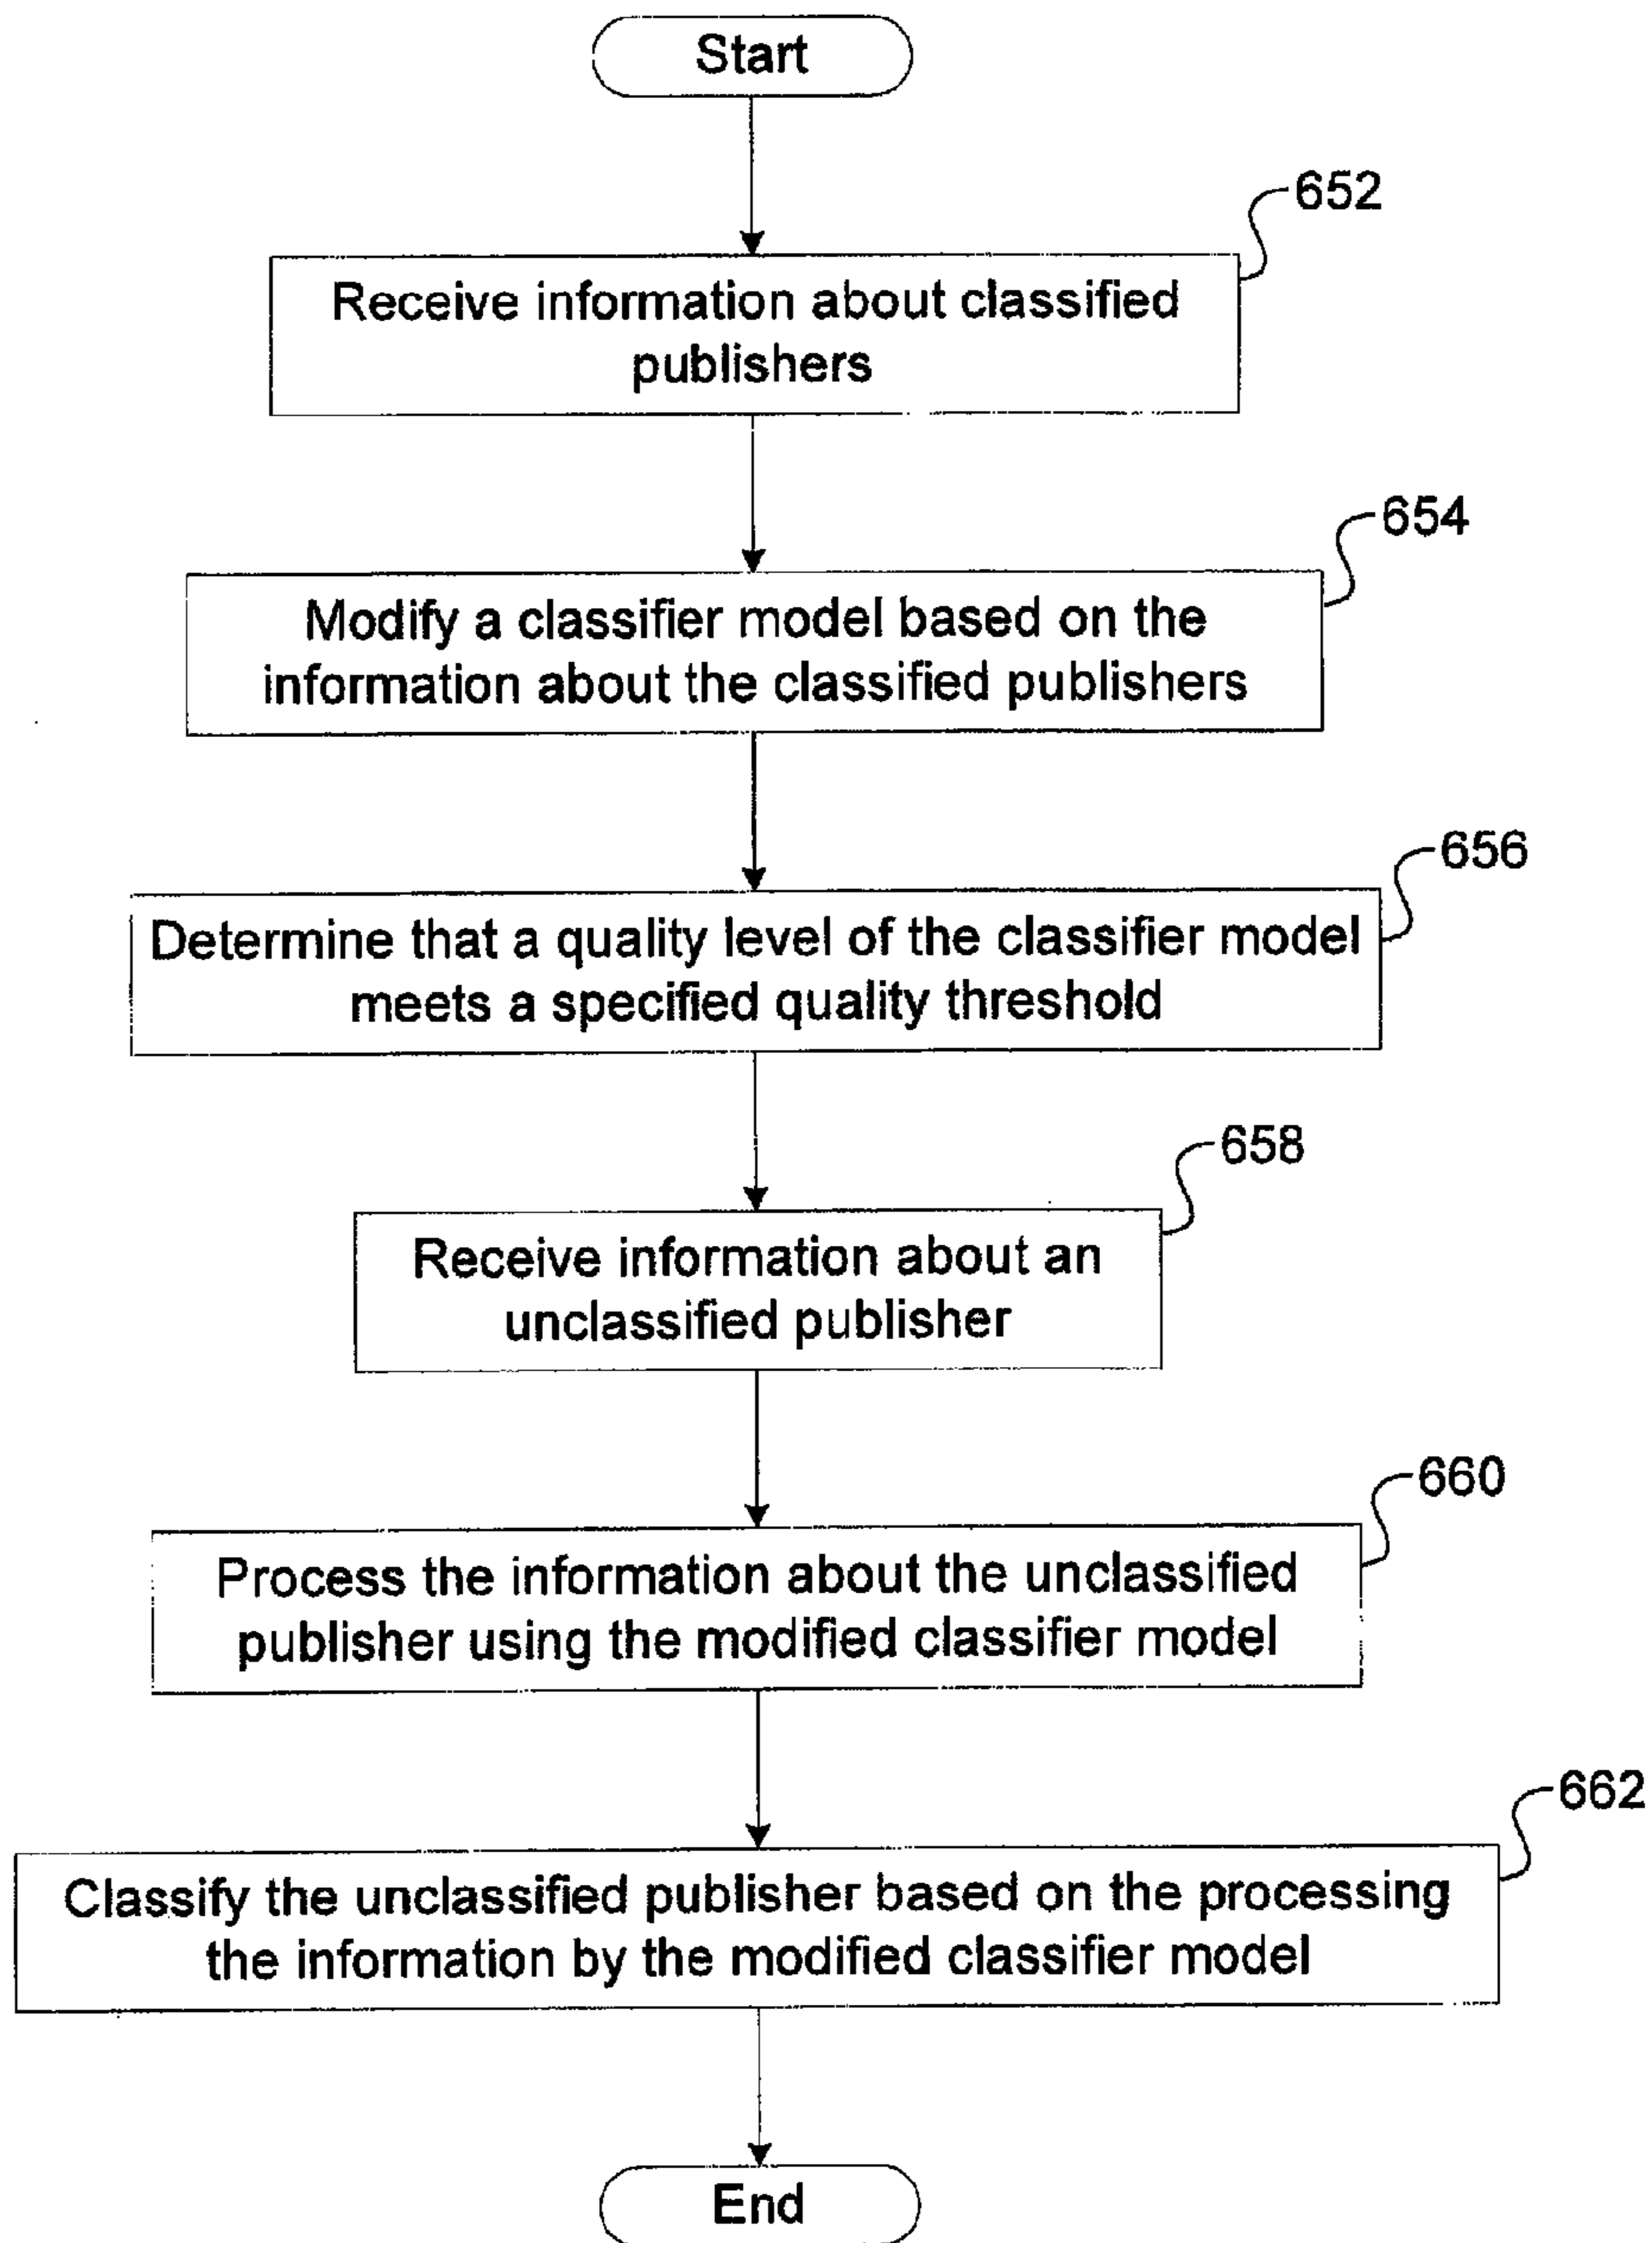 Start
652
Receive information about classified
publishers
654
Modify a classifier model based on the
information about the classified publishers
656
Determine that a quality level of the classifier model
meets a specified quality threshold
658
Receive information about an
unclassified publisher
660
Process the information about the unclassified
publisher using the modified classifier model
662
Classify the unclassified publisher based on the processing
the information by the modified classifier model
End